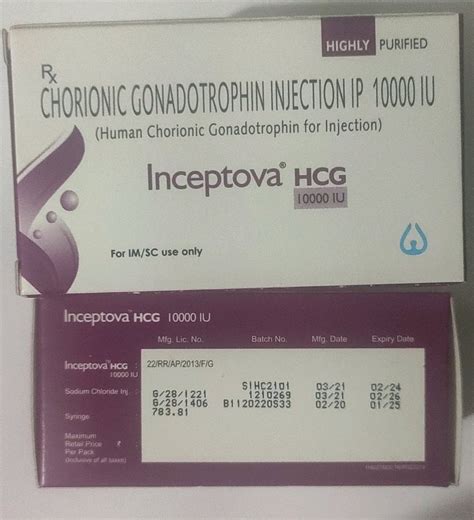 HIGHLY PURIFIED
Rx
CHORIONIC GONADOTROPHIN INJECTION IP 10000 IU
(Human Chorionic Gonadotrophin for Injection)
Inceptova® HCG
10000 IU
For IM/SC use only
Inceptova HCG 10000 IU
Mfg. Lic. No. Batch No. Mfg. Date Expiry Date
Inceptova HCG : 22/RR/AP/2013/F/G SIHC2101 03/21 02/24
10000 IU
Sodium Chloride Inj. : G/28/1221 1210269 03/21 02/26
G/28/1406 B1120220S33 02/20 01/25
Syringe 783.81
Maximum
Retail Price : ₹
Per Pack
(Inclusive of all taxes)